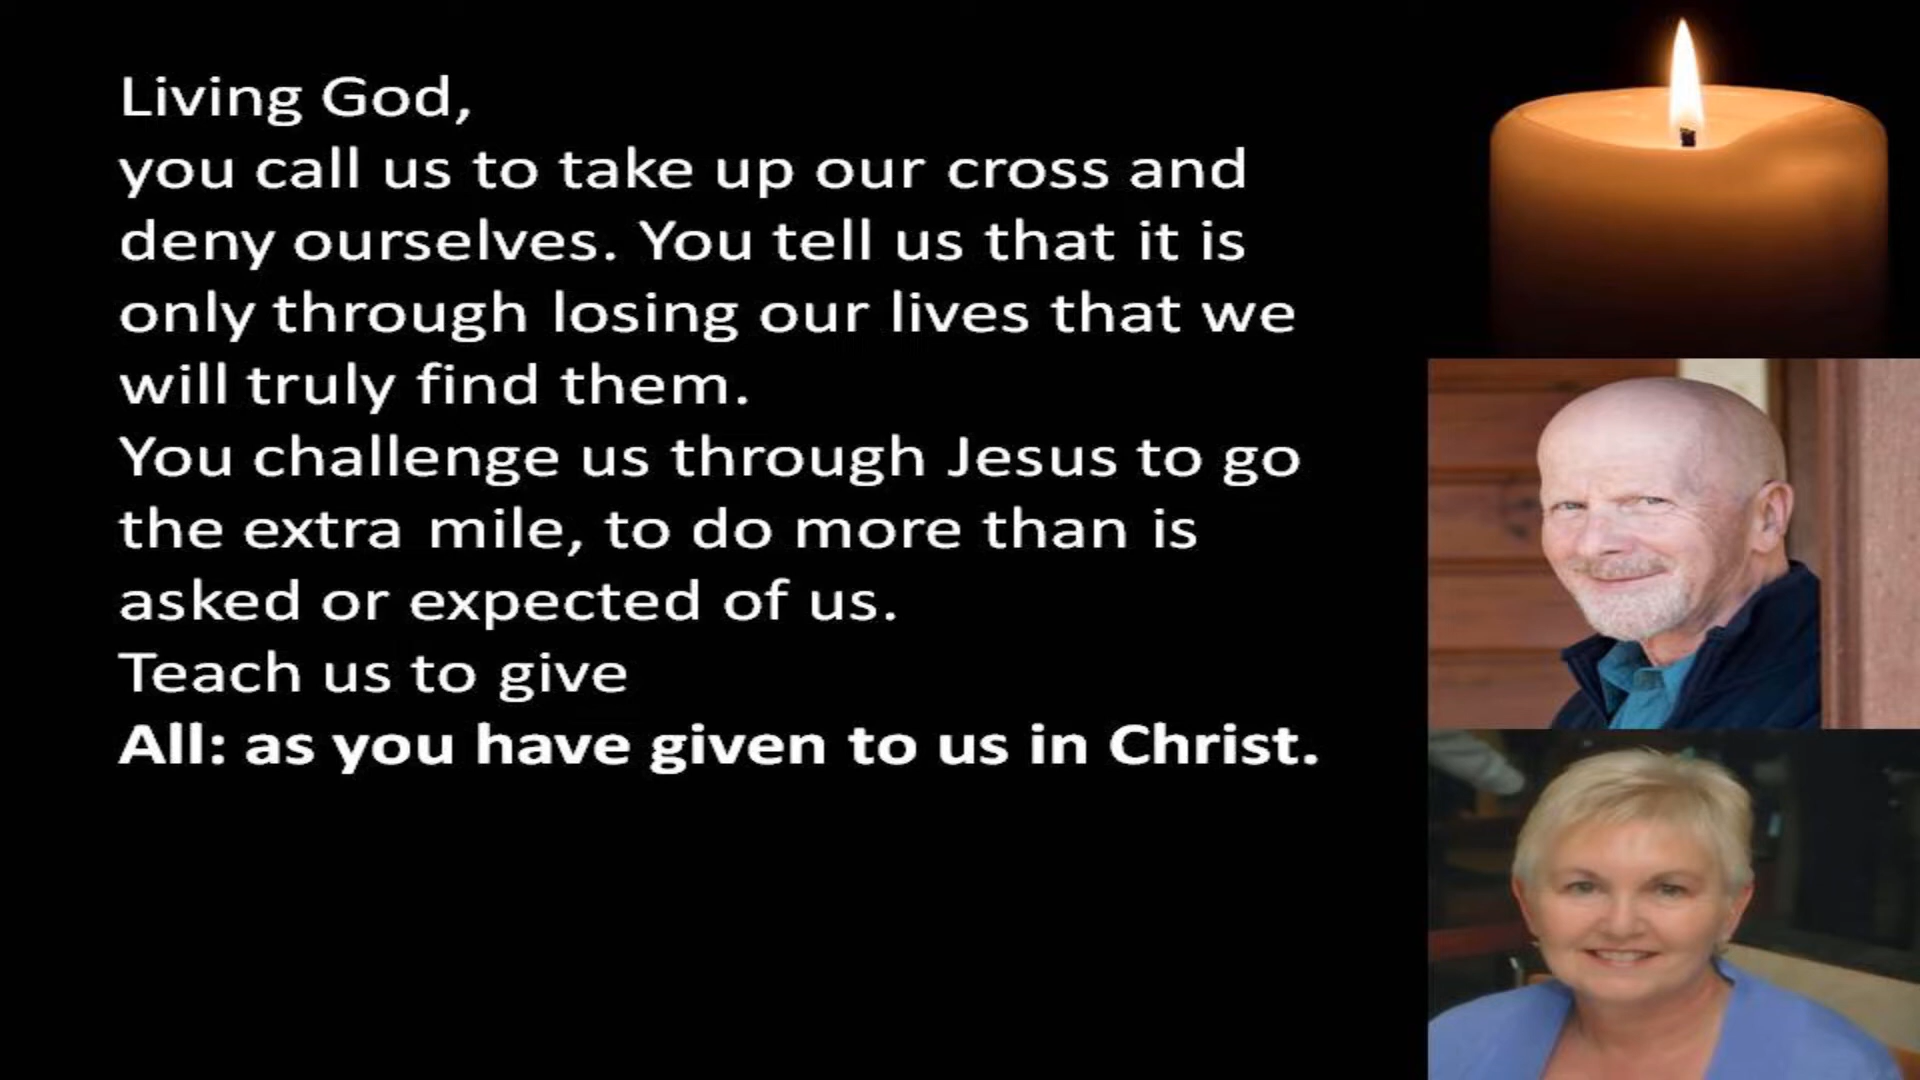 Living God,
you call us to take up our cross and
deny ourselves. You tell us that it is
only through losing our lives that we
will truly find them.
You challenge us through Jesus to go
the extra mile, to do more than is
asked or expected of us.
Teach us to give
All: as you have given to us in Christ.